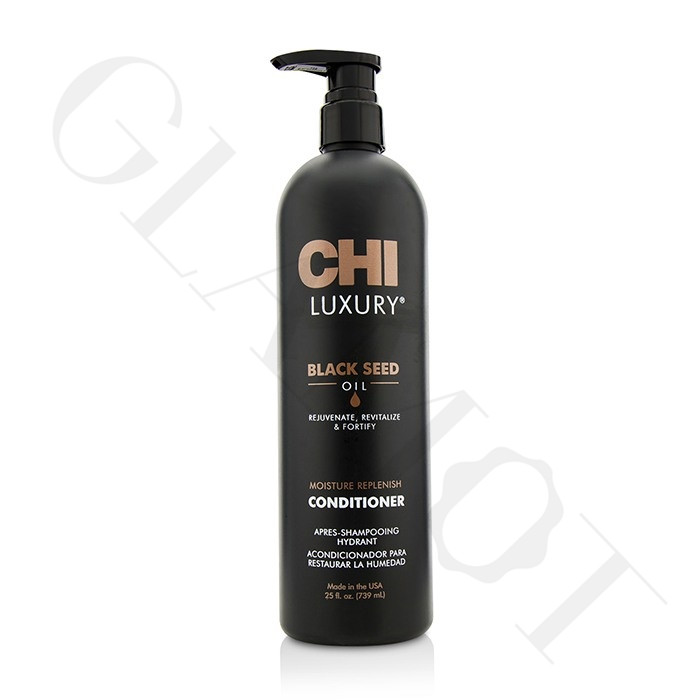 CHI
LUXURY®
BLACK SEED
OIL
REJUVENATE, REVITALIZE
& FORTIFY
MOISTURE REPLENISH
CONDITIONER
APRES-SHAMPOOING
HYDRANT
ACONDICIONADOR PARA
RESTAURAR LA HUMEDAD
Made in the USA
25 fl. oz. (739 mL)
GLAMOT